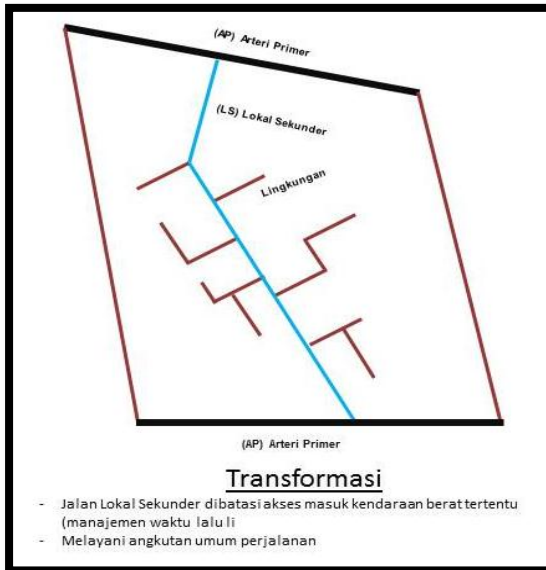 (AP) Arteri Primer
(LS) Lokal Sekunder
Lingkungan
(AP) Arteri Primer
Transformasi
- Jalan Lokal Sekunder dibatasi akses masuk kendaraan berat tertentu
(manajemen waktu lalu li
- Melayani angkutan umum perjalanan